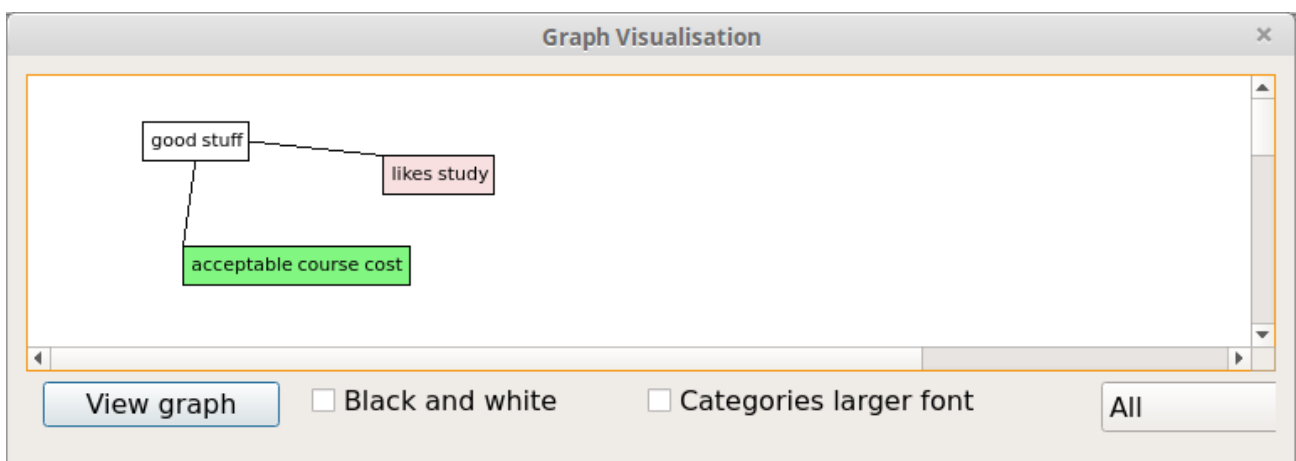 Graph Visualisation
good stuff
likes study
acceptable course cost
View graph
Black and white
Categories larger font
All